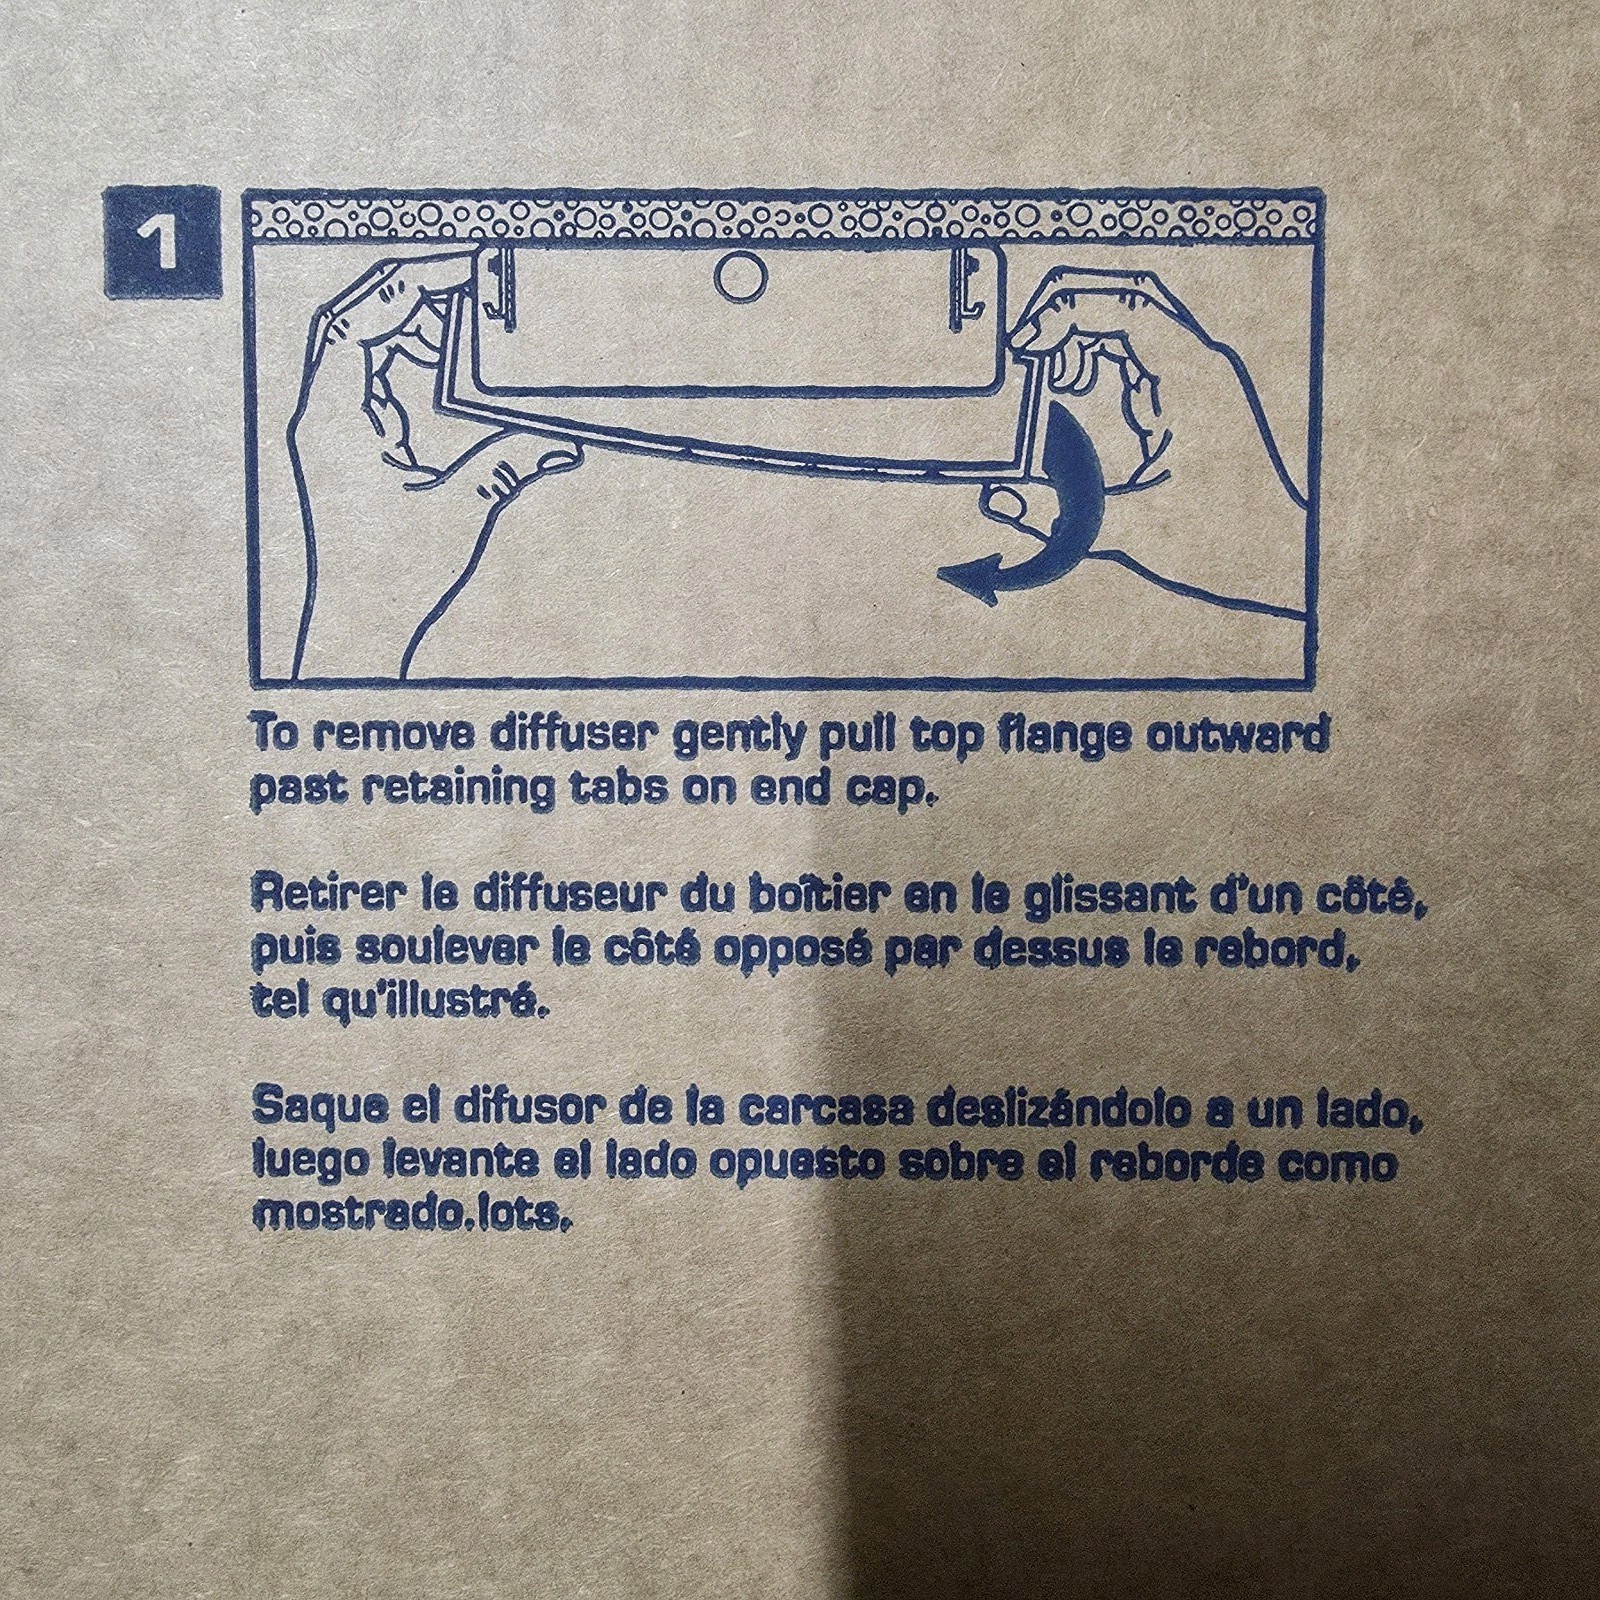 1
To remove diffuser gently pull top flange outward
past retaining tabs on end cap.
Retirer le diffuseur du boîtier en le glissant d'un côté,
puis soulever le côté opposé par dessus le rebord,
tel qu'illustré.
Saque el difusor de la carcasa deslizándolo a un lado,
luego levante el lado opuesto sobre el reborde como
mostrado.lots.